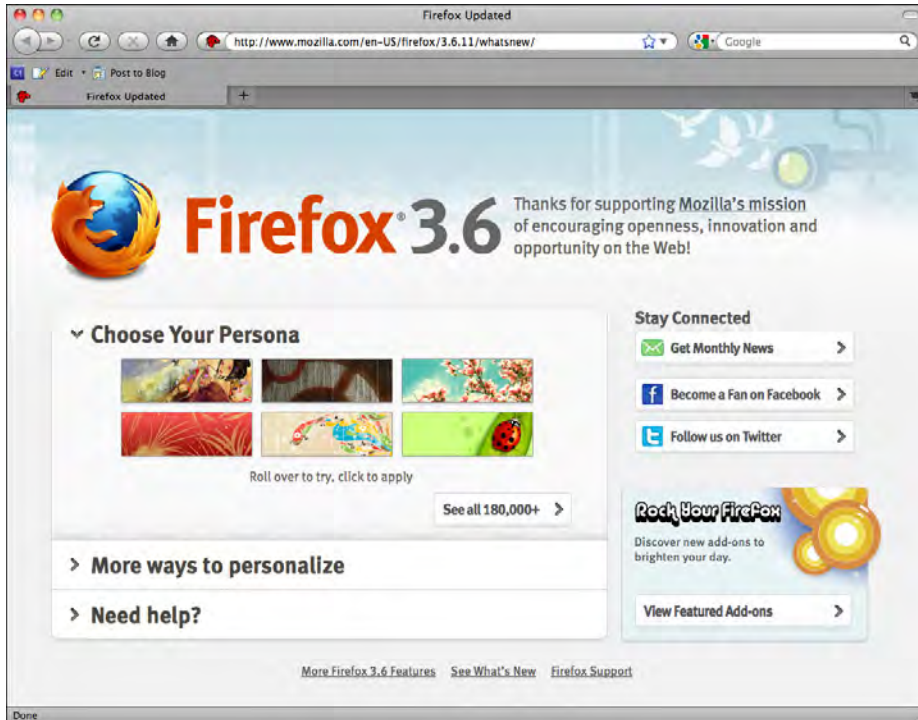 Firefox Updated
http://www.mozilla.com/en-US/firefox/3.6.11/whatsnew/
Google
Edit
Post to Blog
Firefox Updated
Firefox® 3.6
Thanks for supporting Mozilla's mission
of encouraging openness, innovation and
opportunity on the Web!
Choose Your Persona
Roll over to try, click to apply
See all 180,000+
More ways to personalize
Need help?
Stay Connected
Get Monthly News
Become a Fan on Facebook
Follow us on Twitter
Rock Your Firefox
Discover new add-ons to
brighten your day.
View Featured Add-ons
More Firefox 3.6 Features See What's New Firefox Support
Done